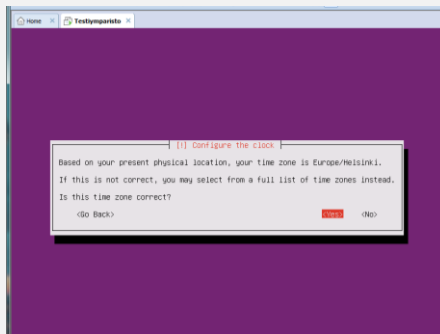 Home × Testiymparisto ×
[!] Configure the clock
Based on your present physical location, your time zone is Europe/Helsinki.
If this is not correct, you may select from a full list of time zones instead.
Is this time zone correct?
<Go Back> <Yes> <No>